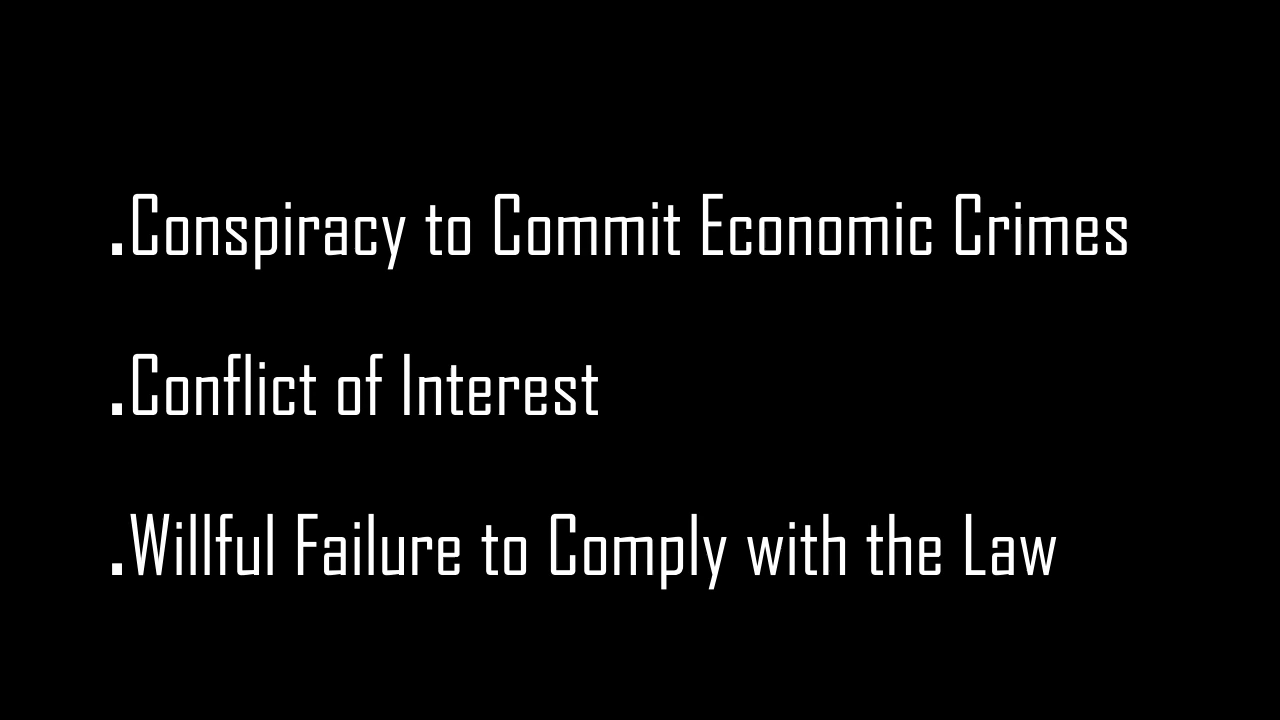 .Conspiracy to Commit Economic Crimes
.Conflict of Interest
.Willful Failure to Comply with the Law